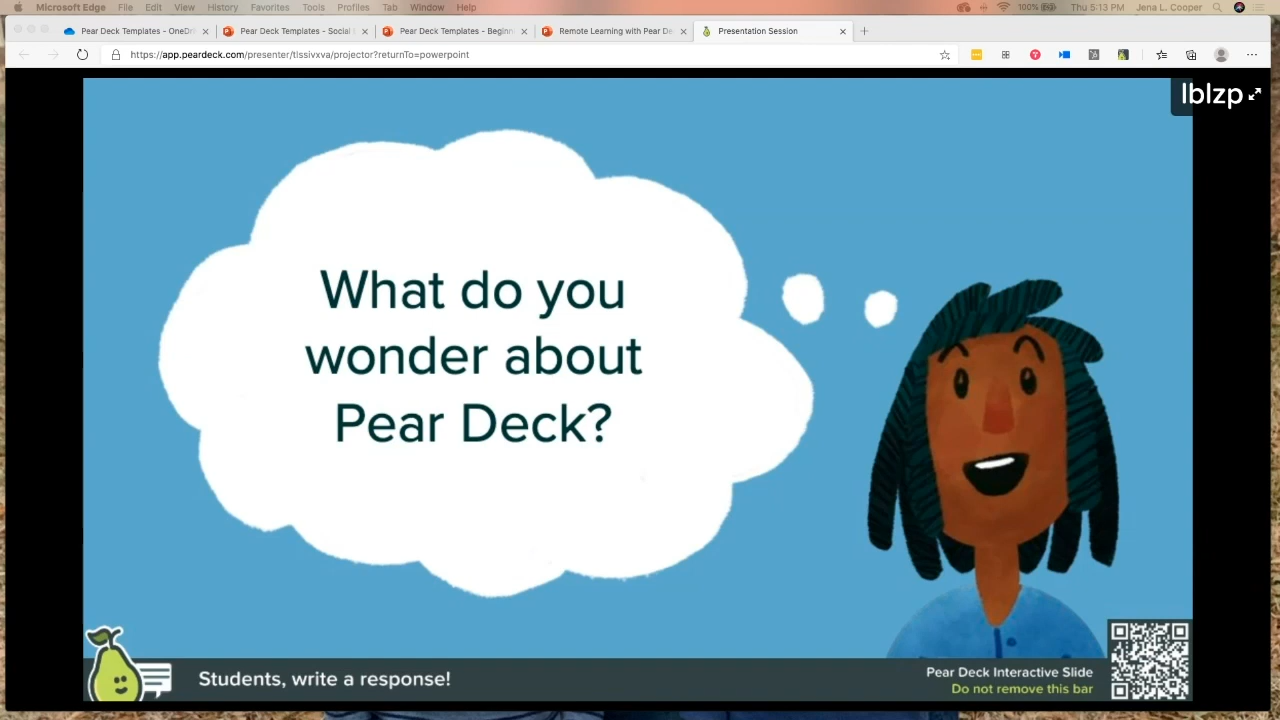 Microsoft Edge File Edit View History Favorites Tools Profiles Tab Window Help 100% Thu 5:13 PM Jena L. Cooper
Pear Deck Templates - OneDri Pear Deck Templates - Social Pear Deck Templates - Beginn Remote Learning with Pear De Presentation Session
https://app.peardeck.com/presenter/tlssivxva/projector?returnTo=powerpoint
lblzp
What do you
wonder about
Pear Deck?
Students, write a response!
Pear Deck Interactive Slide
Do not remove this bar